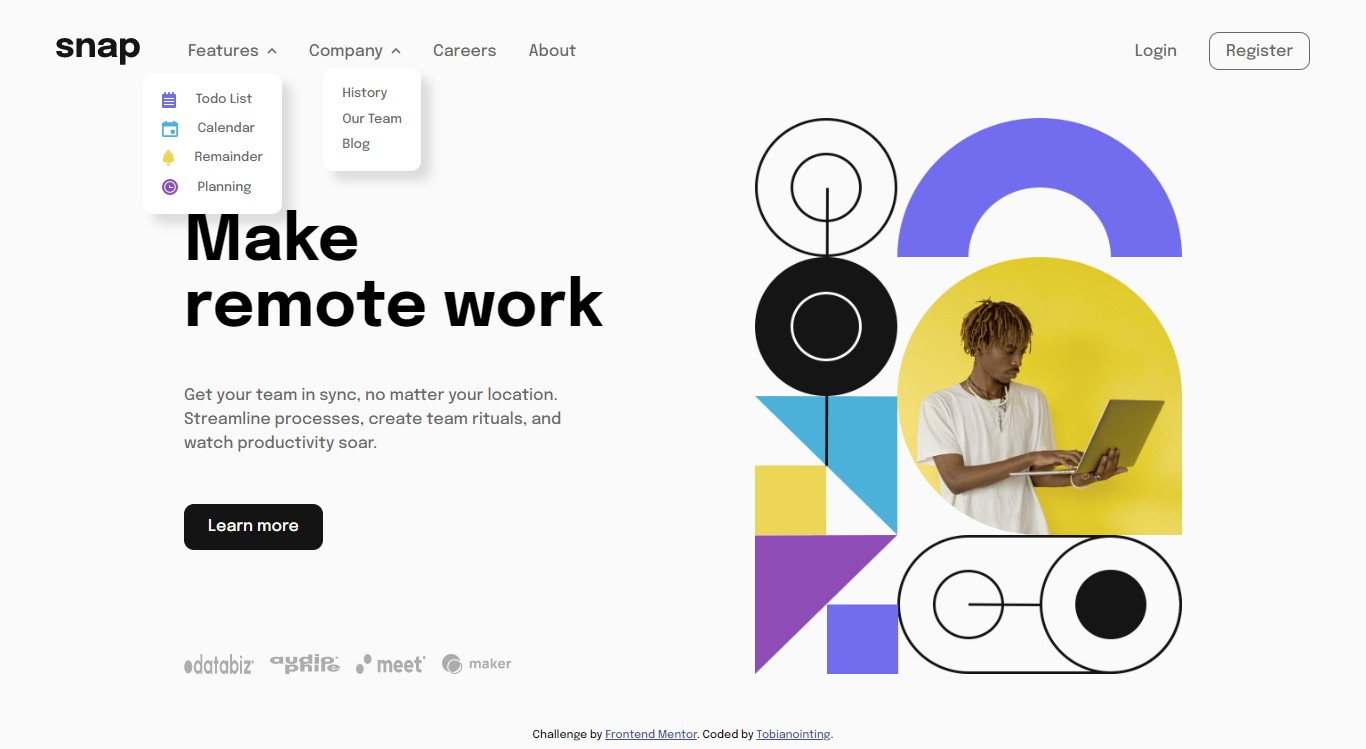 snap
Features
Company
Careers
About
Login
Register
Todo List
Calendar
Remainder
Planning
History
Our Team
Blog
Make
remote work
Get your team in sync, no matter your location.
Streamline processes, create team rituals, and
watch productivity soar.
Learn more
databiz
audiophile
meet
maker
Challenge by Frontend Mentor. Coded by Tobianointing.